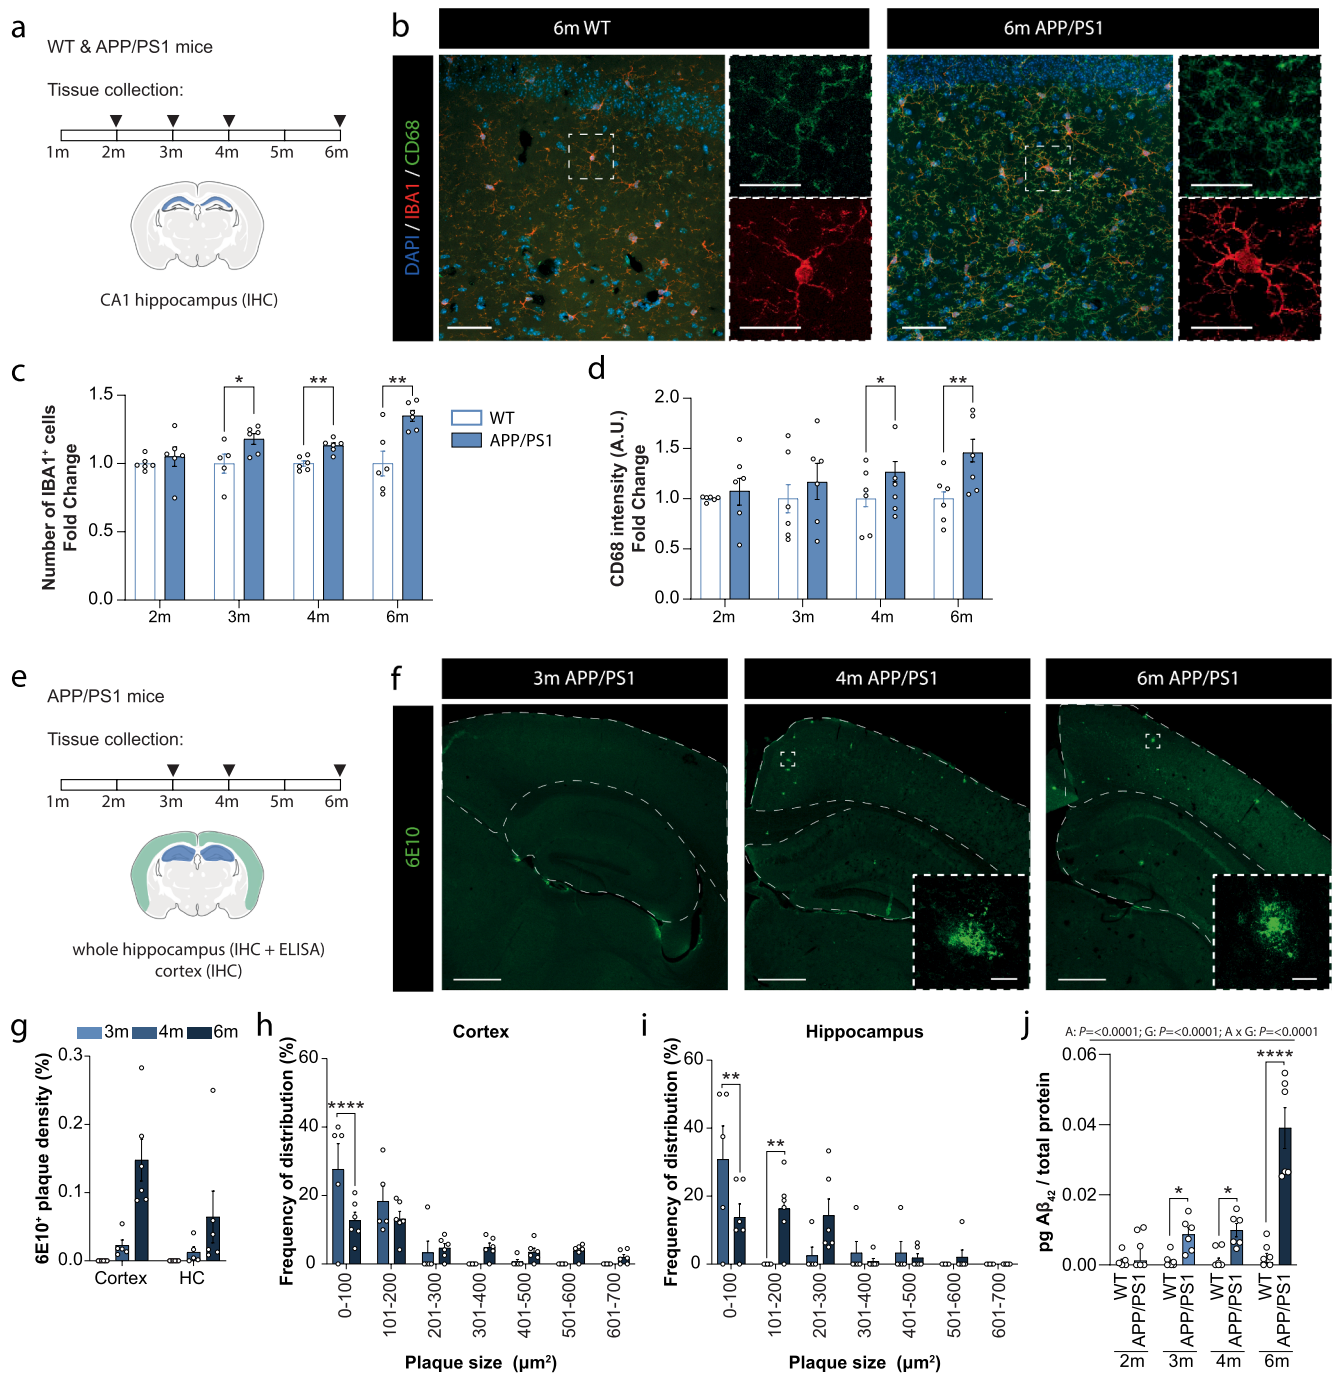 a
WT & APP/PS1 mice
Tissue collection:
1m 2m 3m 4m 5m 6m
CA1 hippocampus (IHC)
b
6m WT
6m APP/PS1
DAPI / IBA1 / CD68
c
Number of IBA1+ cells
Fold Change
1.5
1.0
0.5
0.0
* ** **
2m 3m 4m 6m
WT
APP/PS1
d
CD68 intensity (A.U.)
Fold Change
2.0
1.5
1.0
0.5
0.0
* **
2m 3m 4m 6m
e
APP/PS1 mice
Tissue collection:
1m 2m 3m 4m 5m 6m
whole hippocampus (IHC + ELISA)
cortex (IHC)
f
3m APP/PS1
4m APP/PS1
6m APP/PS1
6E10
g
3m 4m 6m
6E10+ plaque density (%)
0.3
0.2
0.1
0.0
Cortex HC
h
Cortex
Frequency of distribution (%)
60
40
20
0
****
0-100 101-200 201-300 301-400 401-500 501-600 601-700
Plaque size (µm²)
i
Hippocampus
Frequency of distribution (%)
60
40
20
0
** **
0-100 101-200 201-300 301-400 401-500 501-600 601-700
Plaque size (µm²)
j
A: P=<0.0001; G: P=<0.0001; A x G: P=<0.0001
pg Aβ42 / total protein
0.06
0.04
0.02
0.00
* * ****
WT APP/PS1 WT APP/PS1 WT APP/PS1 WT APP/PS1
2m 3m 4m 6m